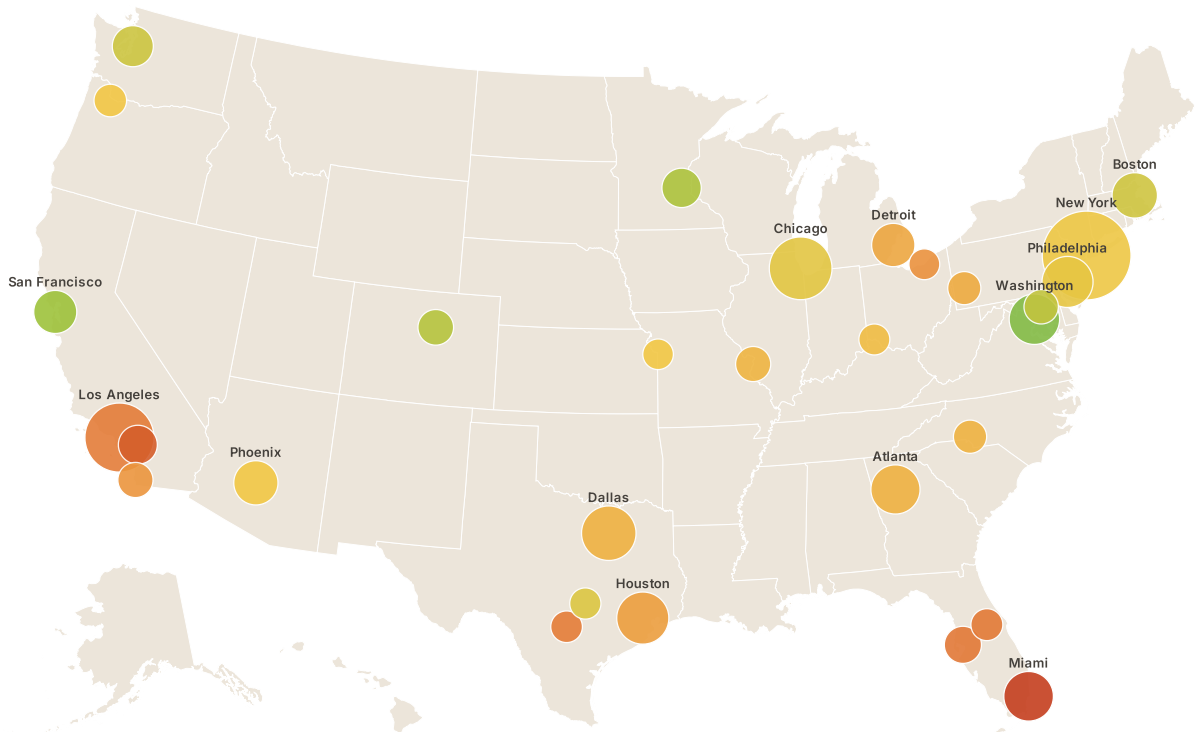 Boston
New York
Detroit
Chicago
Philadelphia
San Francisco
Washington
Los Angeles
Phoenix
Atlanta
Dallas
Houston
Miami